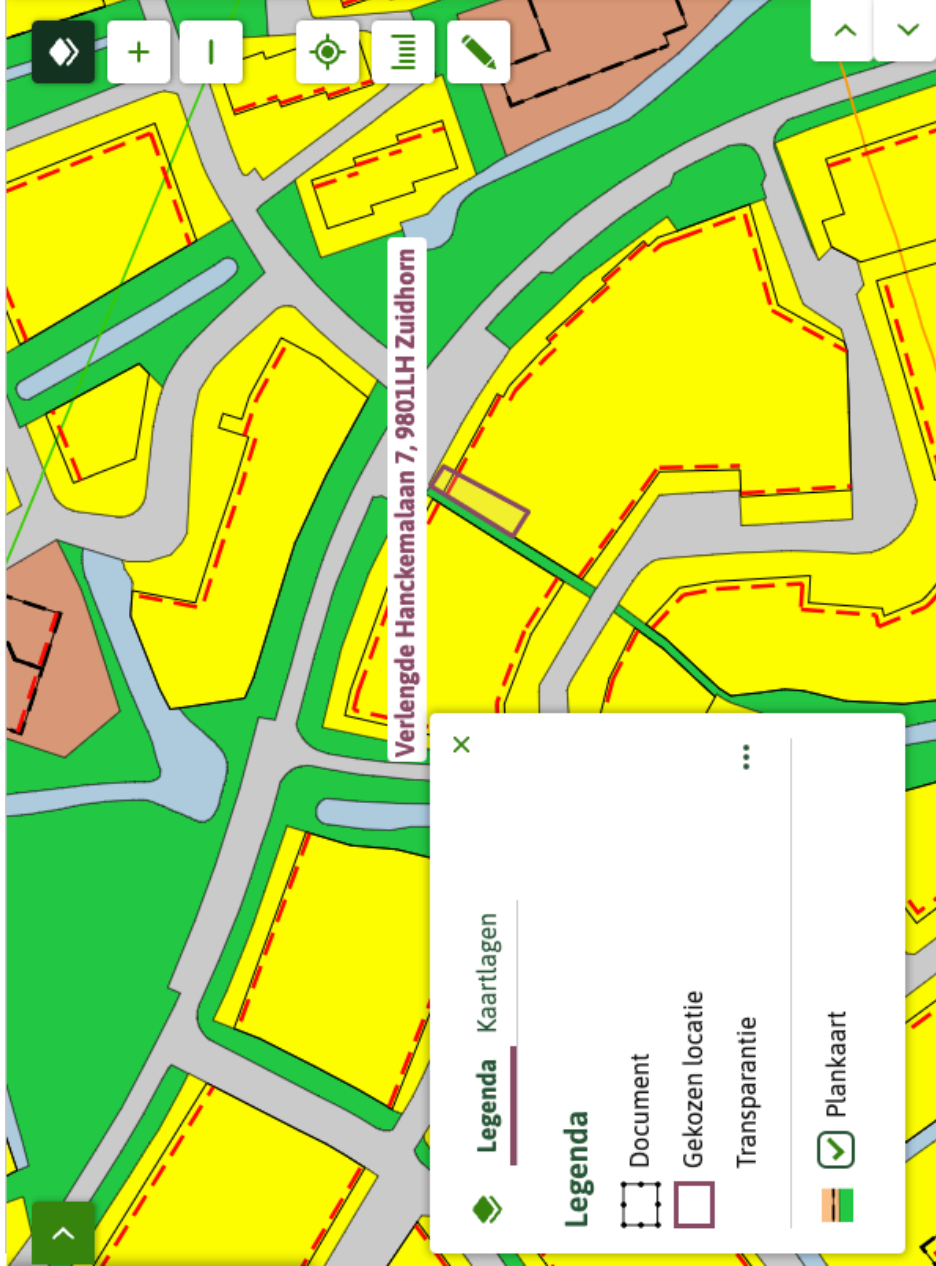 Verlengde Hanckemalaan 7, 9801LH Zuidhorn
Legenda Kaartlagen
Legenda
Document
Gekozen locatie
Transparantie
Plankaart